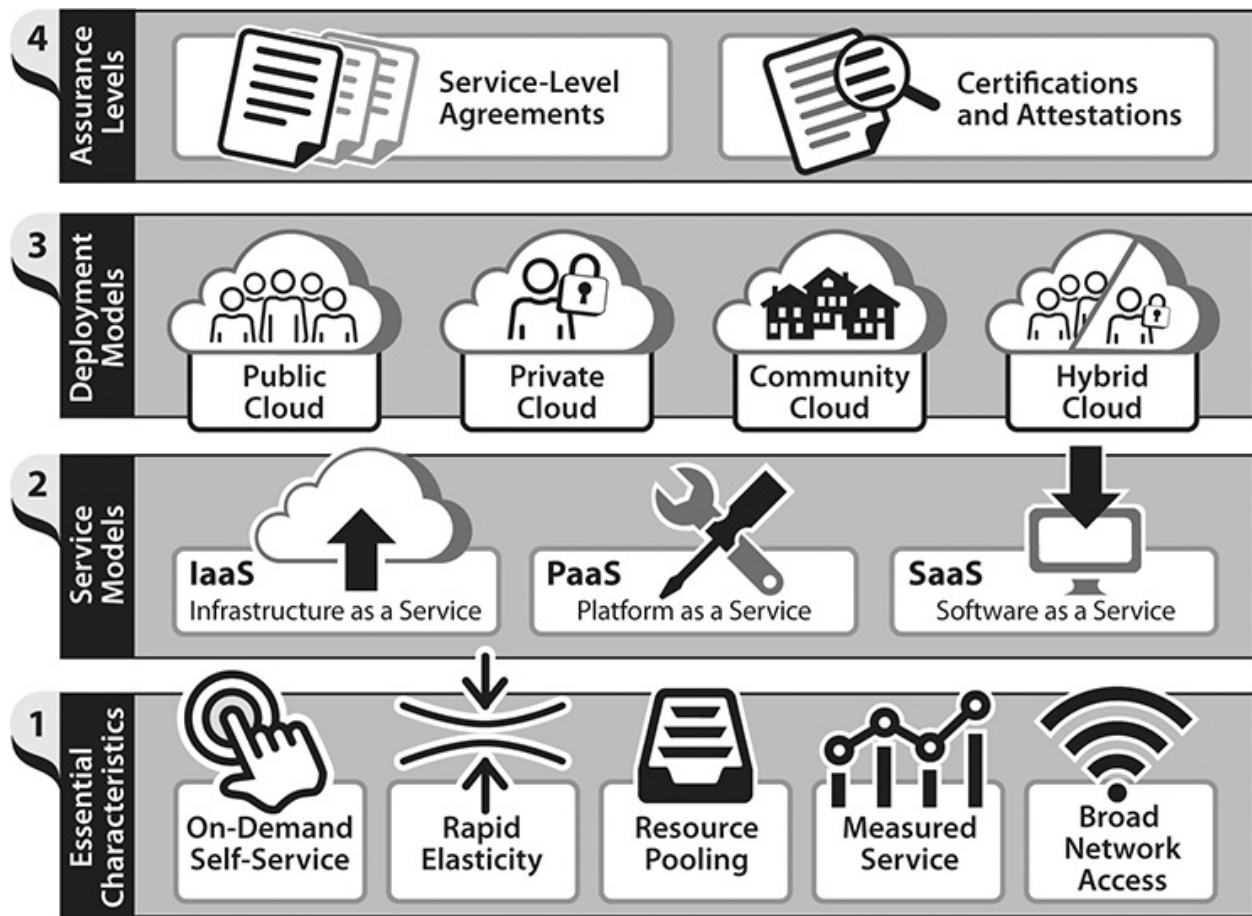 4
Assurance
Levels
Service-Level
Agreements
Certifications
and Attestations
3
Deployment
Models
Public
Cloud
Private
Cloud
Community
Cloud
Hybrid
Cloud
2
Service
Models
IaaS
Infrastructure as a Service
PaaS
Platform as a Service
SaaS
Software as a Service
1
Essential
Characteristics
On-Demand
Self-Service
Rapid
Elasticity
Resource
Pooling
Measured
Service
Broad
Network
Access